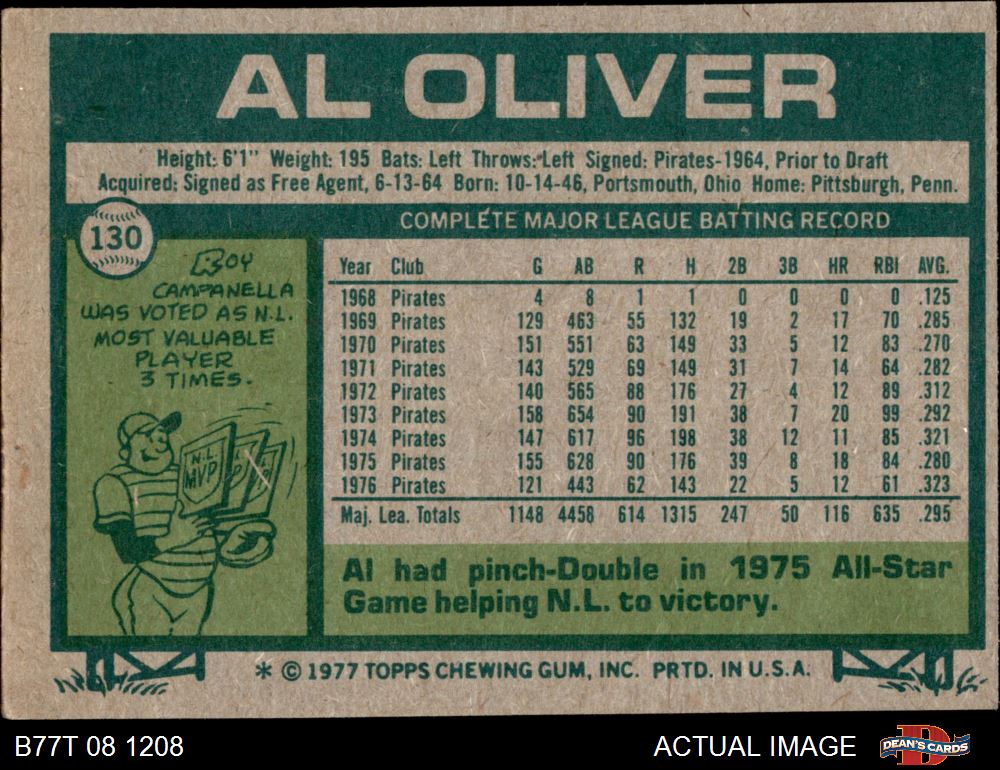 AL OLIVER
Height: 6'1" Weight: 195 Bats: Left Throws: Left Signed: Pirates-1964, Prior to Draft
Acquired: Signed as Free Agent, 6-13-64 Born: 10-14-46, Portsmouth, Ohio Home: Pittsburgh, Penn.
130
ROY
CAMPANELLA
WAS VOTED AS N.L.
MOST VALUABLE
PLAYER
3 TIMES.
N.L.
MVP
COMPLETE MAJOR LEAGUE BATTING RECORD
Year Club G AB R H 2B 3B HR RBI AVG.
1968 Pirates 4 8 1 1 0 0 0 0 .125
1969 Pirates 129 463 55 132 19 2 17 70 .285
1970 Pirates 151 551 63 149 33 5 12 83 .270
1971 Pirates 143 529 69 149 31 7 14 64 .282
1972 Pirates 140 565 88 176 27 4 12 89 .312
1973 Pirates 158 654 90 191 38 7 20 99 .292
1974 Pirates 147 617 96 198 38 12 11 85 .321
1975 Pirates 155 628 90 176 39 8 18 84 .280
1976 Pirates 121 443 62 143 22 5 12 61 .323
Maj. Lea. Totals 1148 4458 614 1315 247 50 116 635 .295
Al had pinch-Double in 1975 All-Star
Game helping N.L. to victory.
* © 1977 TOPPS CHEWING GUM, INC. PRTD. IN U.S.A.
B77T 08 1208
ACTUAL IMAGE
D
DEAN'S CARDS